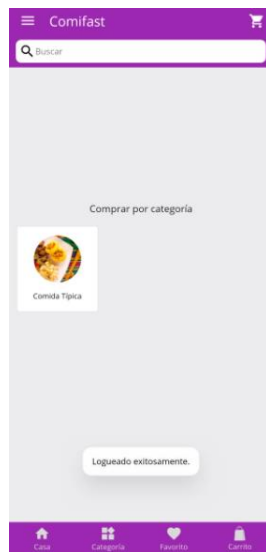 Comifast
Buscar
Comprar por categoría
Comida Típica
Logueado exitosamente.
Casa Categoría Favorito Carrito